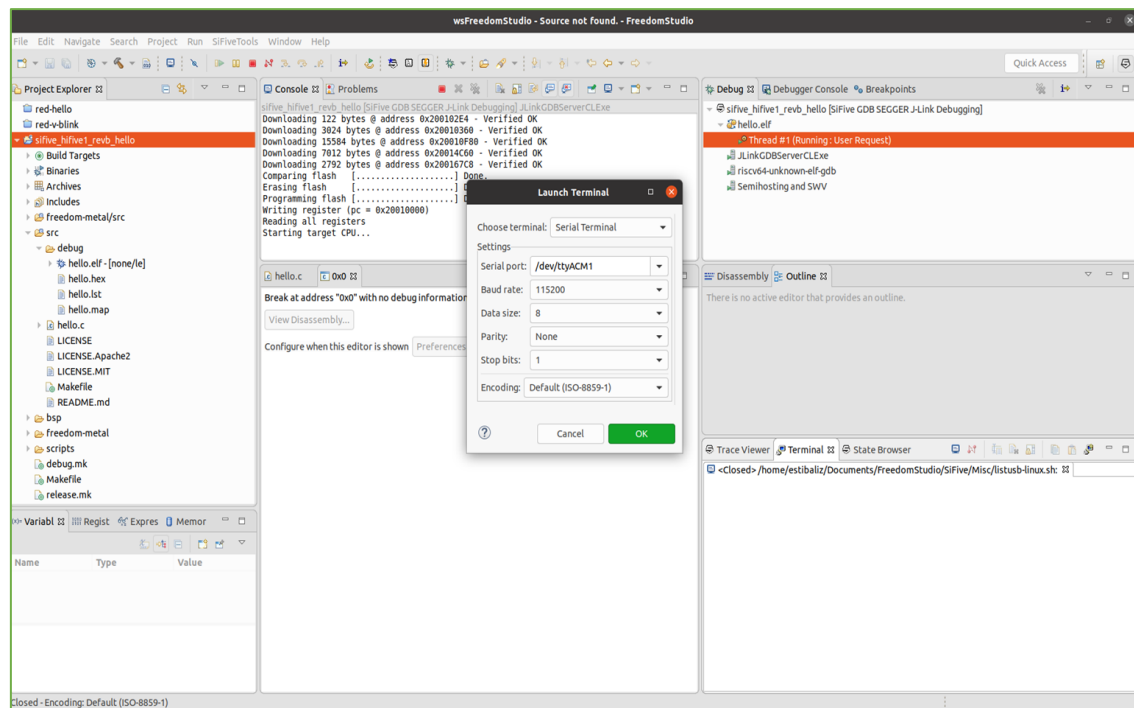 wsFreedomStudio - Source not found. - FreedomStudio
File Edit Navigate Search Project Run SiFiveTools Window Help
Quick Access
Project Explorer
red-hello
red-v-blink
sifive_hifive1_revb_hello
Build Targets
Binaries
Archives
Includes
freedom-metal/src
src
debug
hello.elf - [none/le]
hello.hex
hello.lst
hello.map
hello.c
LICENSE
LICENSE.Apache2
LICENSE.MIT
Makefile
README.md
bsp
freedom-metal
scripts
debug.mk
Makefile
release.mk
Variabl Regist Expres Memor
Name Type Value
Console Problems
sifive_hifive1_revb_hello [SiFive GDB SEGGER J-Link Debugging] JLinkGDBServerCLExe
Downloading 122 bytes @ address 0x200102E4 - Verified OK
Downloading 3024 bytes @ address 0x20010360 - Verified OK
Downloading 15584 bytes @ address 0x20010F80 - Verified OK
Downloading 7012 bytes @ address 0x20014C60 - Verified OK
Downloading 2792 bytes @ address 0x200167C8 - Verified OK
Comparing flash [....................] Done.
Erasing flash [....................]
Programming flash [....................]
Writing register (pc = 0x20010000)
Reading all registers
Starting target CPU...
hello.c 0x0
Break at address "0x0" with no debug information
View Disassembly...
Configure when this editor is shown Preferences
Launch Terminal
Choose terminal: Serial Terminal
Settings
Serial port: /dev/ttyACM1
Baud rate: 115200
Data size: 8
Parity: None
Stop bits: 1
Encoding: Default (ISO-8859-1)
Cancel OK
Debug Debugger Console Breakpoints
sifive_hifive1_revb_hello [SiFive GDB SEGGER J-Link Debugging]
hello.elf
Thread #1 (Running : User Request)
JLinkGDBServerCLExe
riscv64-unknown-elf-gdb
Semihosting and SWV
Disassembly Outline
There is no active editor that provides an outline.
Trace Viewer Terminal State Browser
<Closed> /home/estibaliz/Documents/FreedomStudio/SiFive/Misc/listusb-linux.sh:
Closed - Encoding: Default (ISO-8859-1)